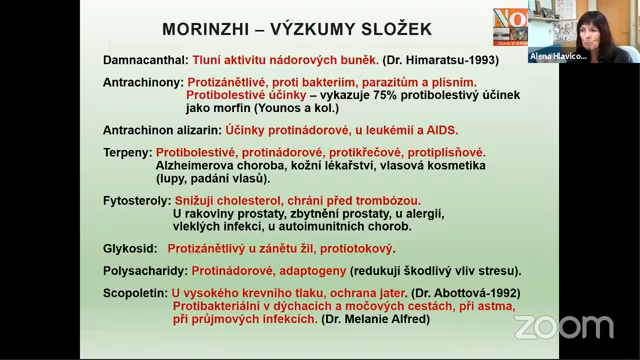 MORINZHI – VÝZKUMY SLOŽEK
No
Alena Hlavico...
Damnacanthal: Tluní aktivitu nádorových buněk. (Dr. Himaratsu-1993)
Antrachinony: Protizánětlivé, proti bakteriím, parazitům a plisním.
Protibolestivé účinky – vykazuje 75% protibolestivý účinek
jako morfin (Younos a kol.)
Antrachinon alizarin: Účinky protinádorové, u leukémií a AIDS.
Terpeny: Protibolestivé, protinádorové, protikřečové, protiplísňové.
Alzheimerova choroba, kožní lékařství, vlasová kosmetika
(lupy, padání vlasů).
Fytosteroly: Snižují cholesterol, chrání před trombózou.
U rakoviny prostaty, zbytnění prostaty, u alergií,
vleklých infekcí, u autoimunitních chorob.
Glykosid: Protizánětlivý u zánětu žil, protiotokový.
Polysacharidy: Protinádorové, adaptogeny (redukují škodlivý vliv stresu).
Scopoletin: U vysokého krevního tlaku, ochrana jater. (Dr. Abottová-1992)
Protibakteriální v dýchacích a močových cestách, při astma,
při průjmových infekcích. (Dr. Melanie Alfred)
zoom